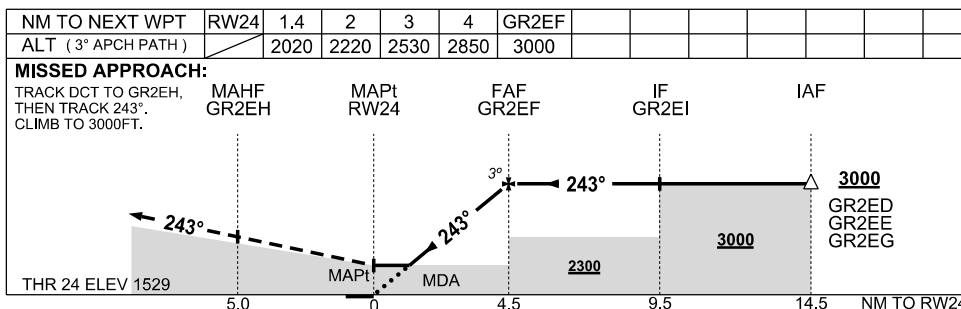 NM TO NEXT WPT RW24 1.4 2 3 4 GR2EF
ALT ( 3° APCH PATH ) 2020 2220 2530 2850 3000
MISSED APPROACH:
TRACK DCT TO GR2EH,
THEN TRACK 243°.
CLIMB TO 3000FT.
MAHF
GR2EH
MAPt
RW24
FAF
GR2EF
IF
GR2EI
IAF
3°
243°
3000
GR2ED
GR2EE
GR2EG
243°
243°
3000
2300
MAPt
MDA
THR 24 ELEV 1529
5.0 0 4.5 9.5 14.5 NM TO RW24